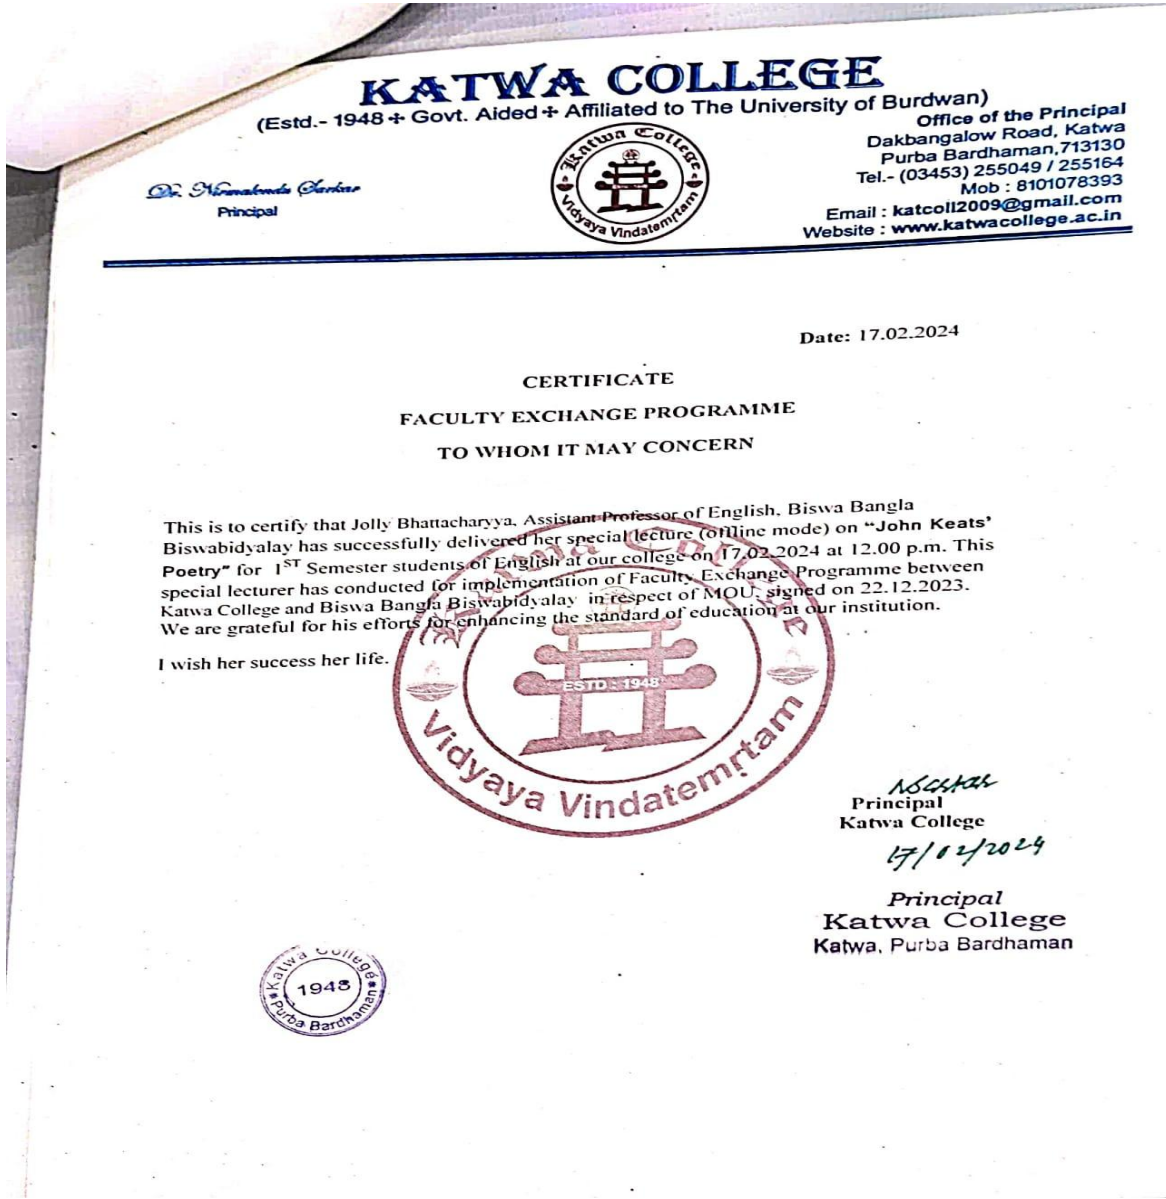 KATWA COLLEGE
(Estd.- 1948 ✢ Govt. Aided ✢ Affiliated to The University of Burdwan)
Office of the Principal
Dakbangalow Road, Katwa
Purba Bardhaman,713130
Tel.- (03453) 255049 / 255164
Mob : 8101078393
Email : katcoll2009@gmail.com
Website : www.katwacollege.ac.in
Dr. Nirmalendu Sarkar
Principal
Katwa College
Vidyaya Vindatemrtam
Date: 17.02.2024
CERTIFICATE
FACULTY EXCHANGE PROGRAMME
TO WHOM IT MAY CONCERN
This is to certify that Jolly Bhattacharyya, Assistant Professor of English, Biswa Bangla
Biswabidyalay has successfully delivered her special lecture (offline mode) on “John Keats’
Poetry” for 1ST Semester students of English at our college on 17.02.2024 at 12.00 p.m. This
special lecturer has conducted for implementation of Faculty Exchange Programme between
Katwa College and Biswa Bangla Biswabidyalay in respect of MOU, signed on 22.12.2023.
We are grateful for his efforts for enhancing the standard of education at our institution.
I wish her success her life.
Katwa College
ESTD : 1948
Vidyaya Vindatemṛtam
NSarkar
Principal
Katwa College
17/02/2024
Principal
Katwa College
Katwa, Purba Bardhaman
Katwa College
1948
Purba Bardhaman